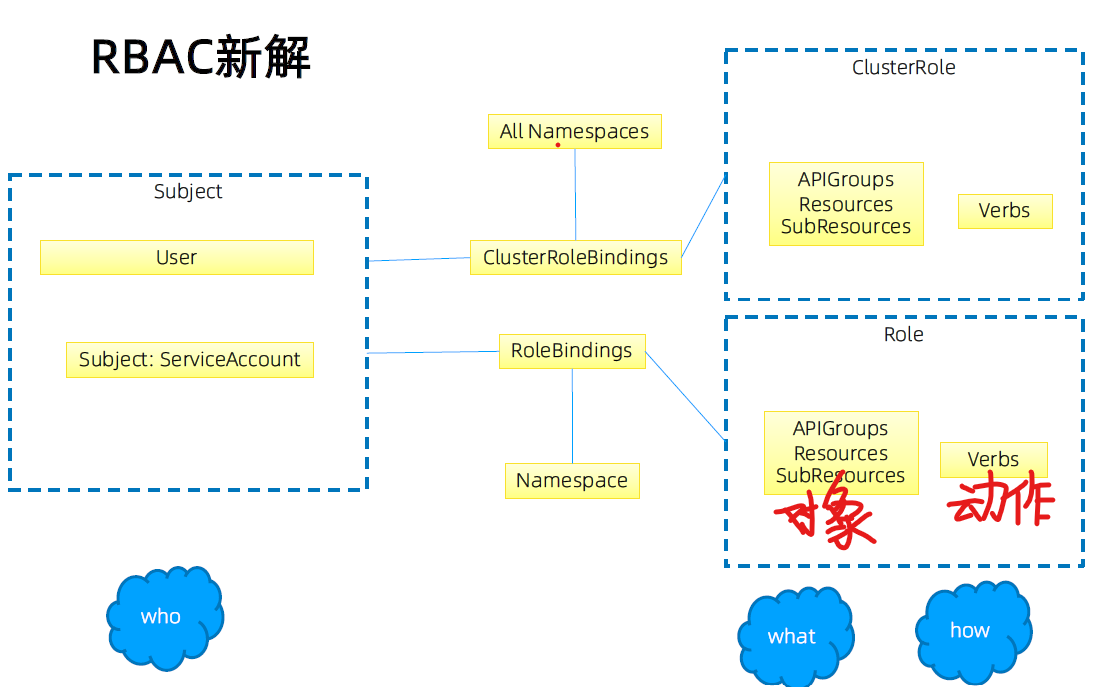 RBAC新解
Subject
User
Subject: ServiceAccount
All Namespaces
ClusterRoleBindings
RoleBindings
Namespace
ClusterRole
APIGroups
Resources
SubResources
Verbs
Role
APIGroups
Resources
SubResources
Verbs
对象
动作
who
what
how